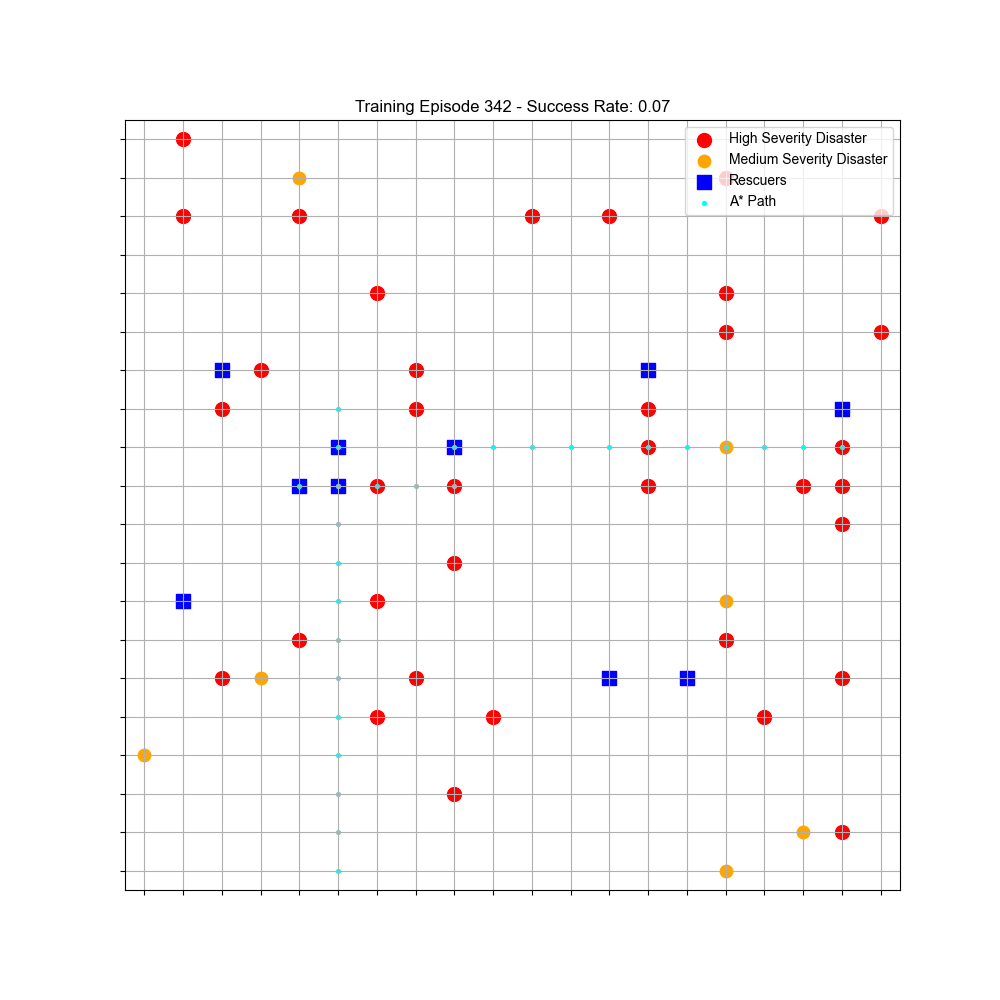 Training Episode 342 - Success Rate: 0.07
High Severity Disaster
Medium Severity Disaster
Rescuers
A* Path